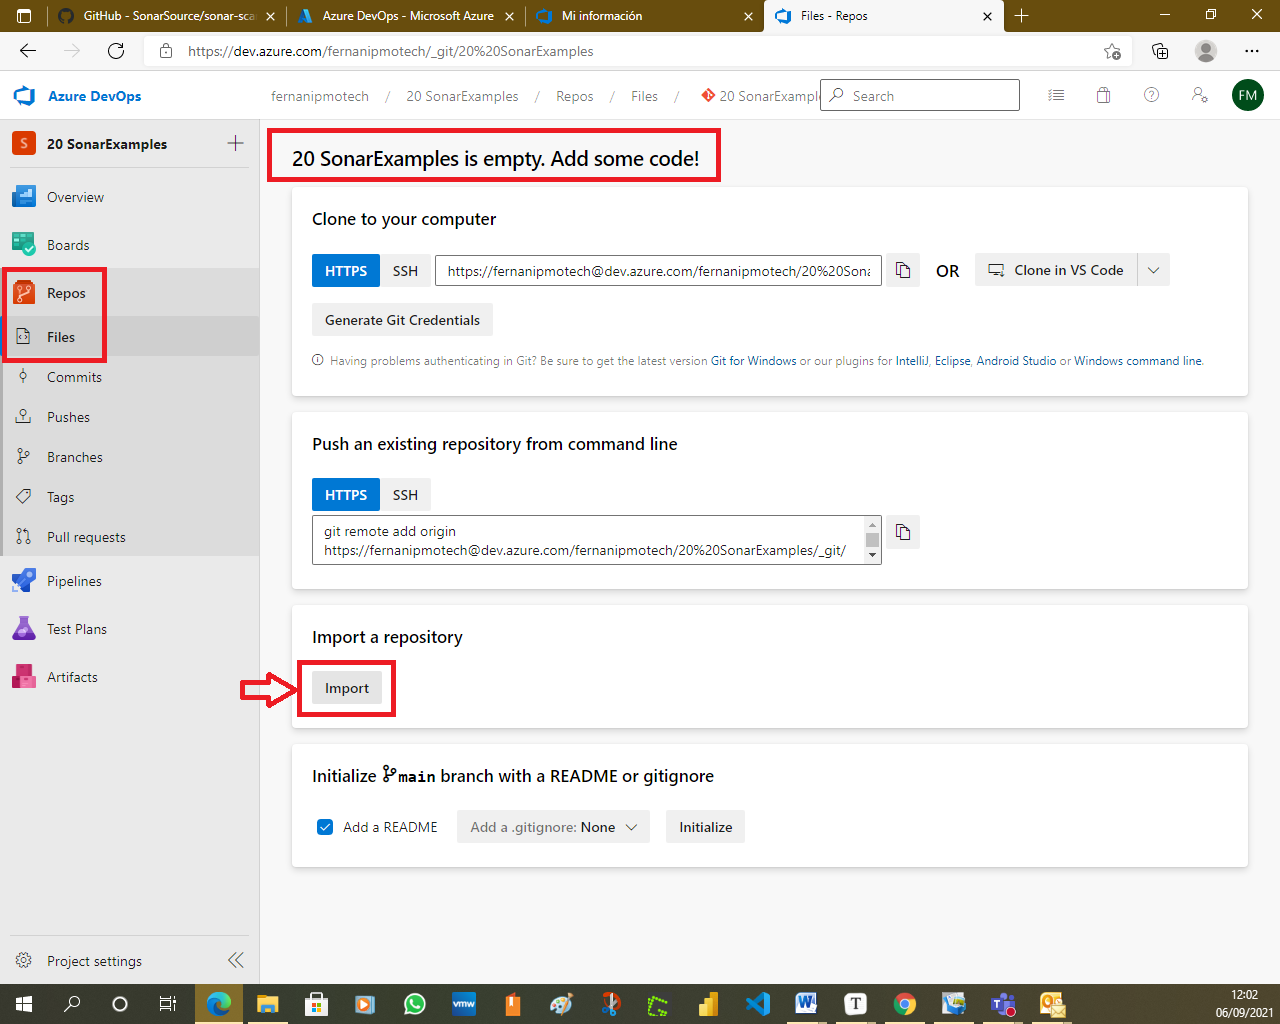 GitHub - SonarSource/sonar-sca
Azure DevOps - Microsoft Azure
Mi información
Files - Repos
https://dev.azure.com/fernanipmotech/_git/20%20SonarExamples
Azure DevOps
fernanipmotech / 20 SonarExamples / Repos / Files / 20 SonarExampl
Search
FM
S 20 SonarExamples
Overview
Boards
Repos
Files
Commits
Pushes
Branches
Tags
Pull requests
Pipelines
Test Plans
Artifacts
Project settings
20 SonarExamples is empty. Add some code!
Clone to your computer
HTTPS SSH https://fernanipmotech@dev.azure.com/fernanipmotech/20%20Sona OR Clone in VS Code
Generate Git Credentials
Having problems authenticating in Git? Be sure to get the latest version Git for Windows or our plugins for IntelliJ, Eclipse, Android Studio or Windows command line.
Push an existing repository from command line
HTTPS SSH
git remote add origin
https://fernanipmotech@dev.azure.com/fernanipmotech/20%20SonarExamples/_git/
Import a repository
Import
Initialize main branch with a README or gitignore
Add a README Add a .gitignore: None Initialize
vmw
12:02
06/09/2021